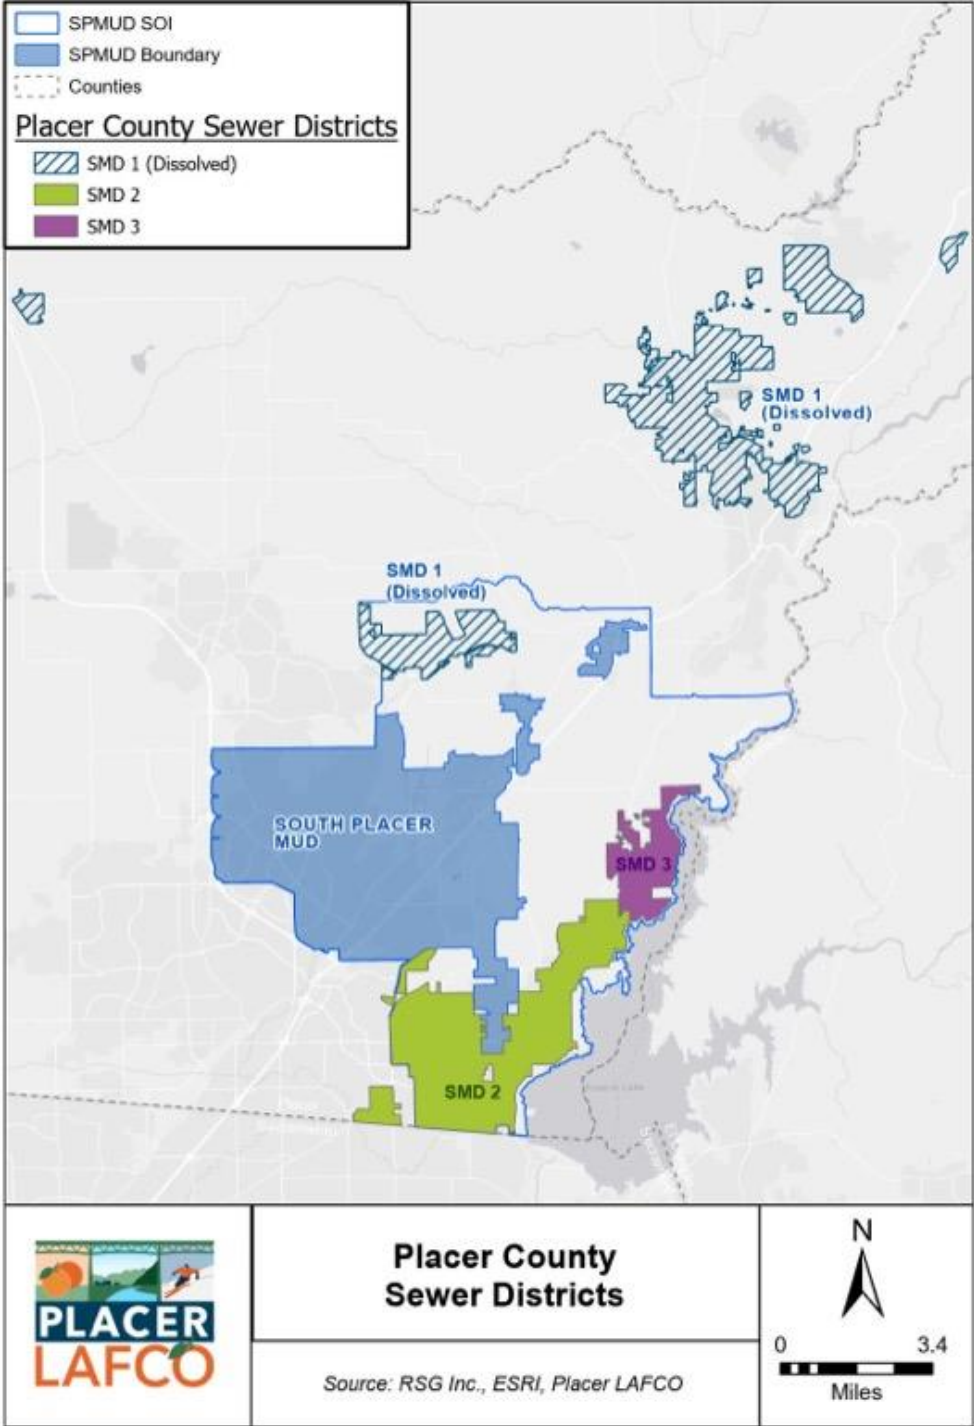 SPMUD SOI
SPMUD Boundary
Counties
Placer County Sewer Districts
SMD 1 (Dissolved)
SMD 2
SMD 3
SMD 1
(Dissolved)
SMD 1
(Dissolved)
SOUTH PLACER
MUD
SMD 3
SMD 2
PLACER
LAFCO
Placer County
Sewer Districts
Source: RSG Inc., ESRI, Placer LAFCO
N
0 3.4
Miles